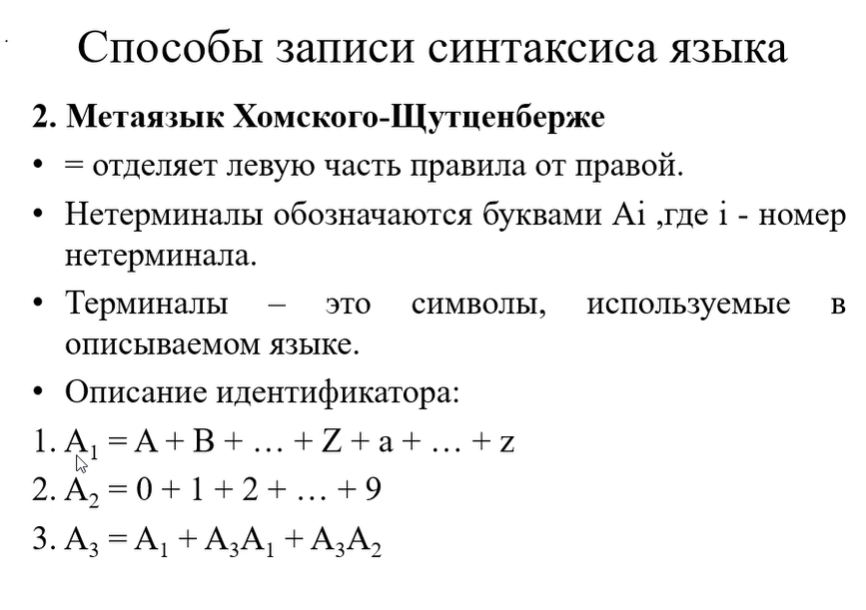 Способы записи синтаксиса языка
2. Метаязык Хомского-Щутценберже
• = отделяет левую часть правила от правой.
• Нетерминалы обозначаются буквами Ai ,где i - номер
нетерминала.
• Терминалы – это символы, используемые в
описываемом языке.
• Описание идентификатора:
1. A₁ = A + B + … + Z + a + … + z
2. A₂ = 0 + 1 + 2 + … + 9
3. A₃ = A₁ + A₃A₁ + A₃A₂